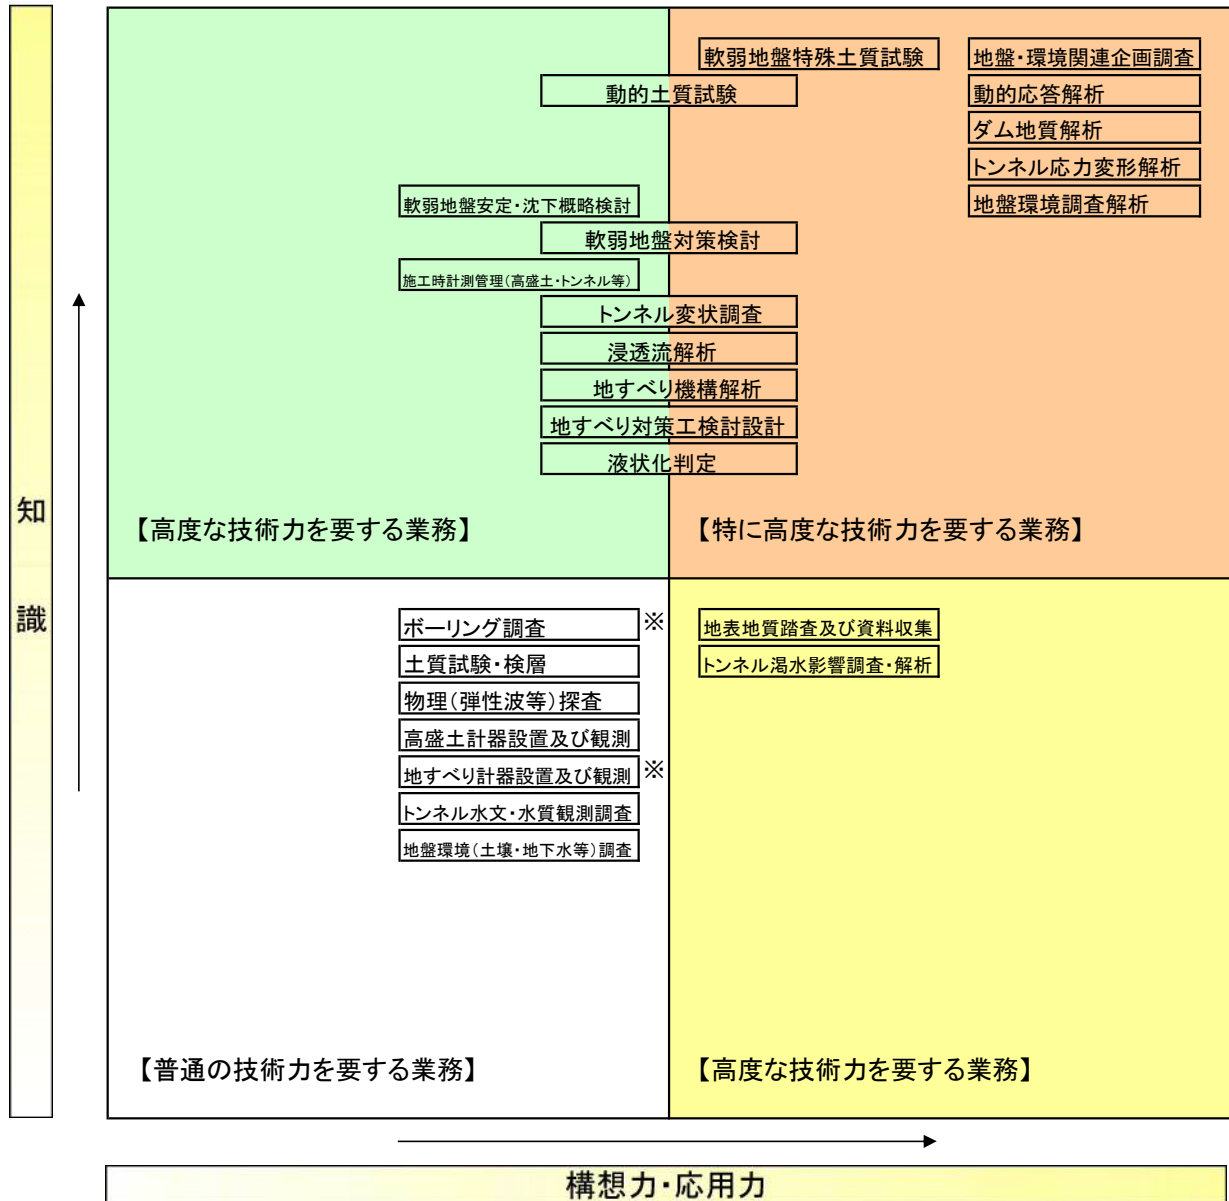 軟弱地盤特殊土質試験
地盤・環境関連企画調査
動的土質試験
動的応答解析
ダム地質解析
トンネル応力変形解析
軟弱地盤安定・沈下概略検討
地盤環境調査解析
軟弱地盤対策検討
施工時計測管理(高盛土・トンネル等)
トンネル変状調査
浸透流解析
地すべり機構解析
地すべり対策工検討設計
液状化判定
【高度な技術力を要する業務】
【特に高度な技術力を要する業務】
知識
ボーリング調査 ※
地表地質踏査及び資料収集
土質試験・検層
トンネル渇水影響調査・解析
物理(弾性波等)探査
高盛土計器設置及び観測
地すべり計器設置及び観測 ※
トンネル水文・水質観測調査
地盤環境(土壌・地下水等)調査
【普通の技術力を要する業務】
【高度な技術力を要する業務】
構想力・応用力